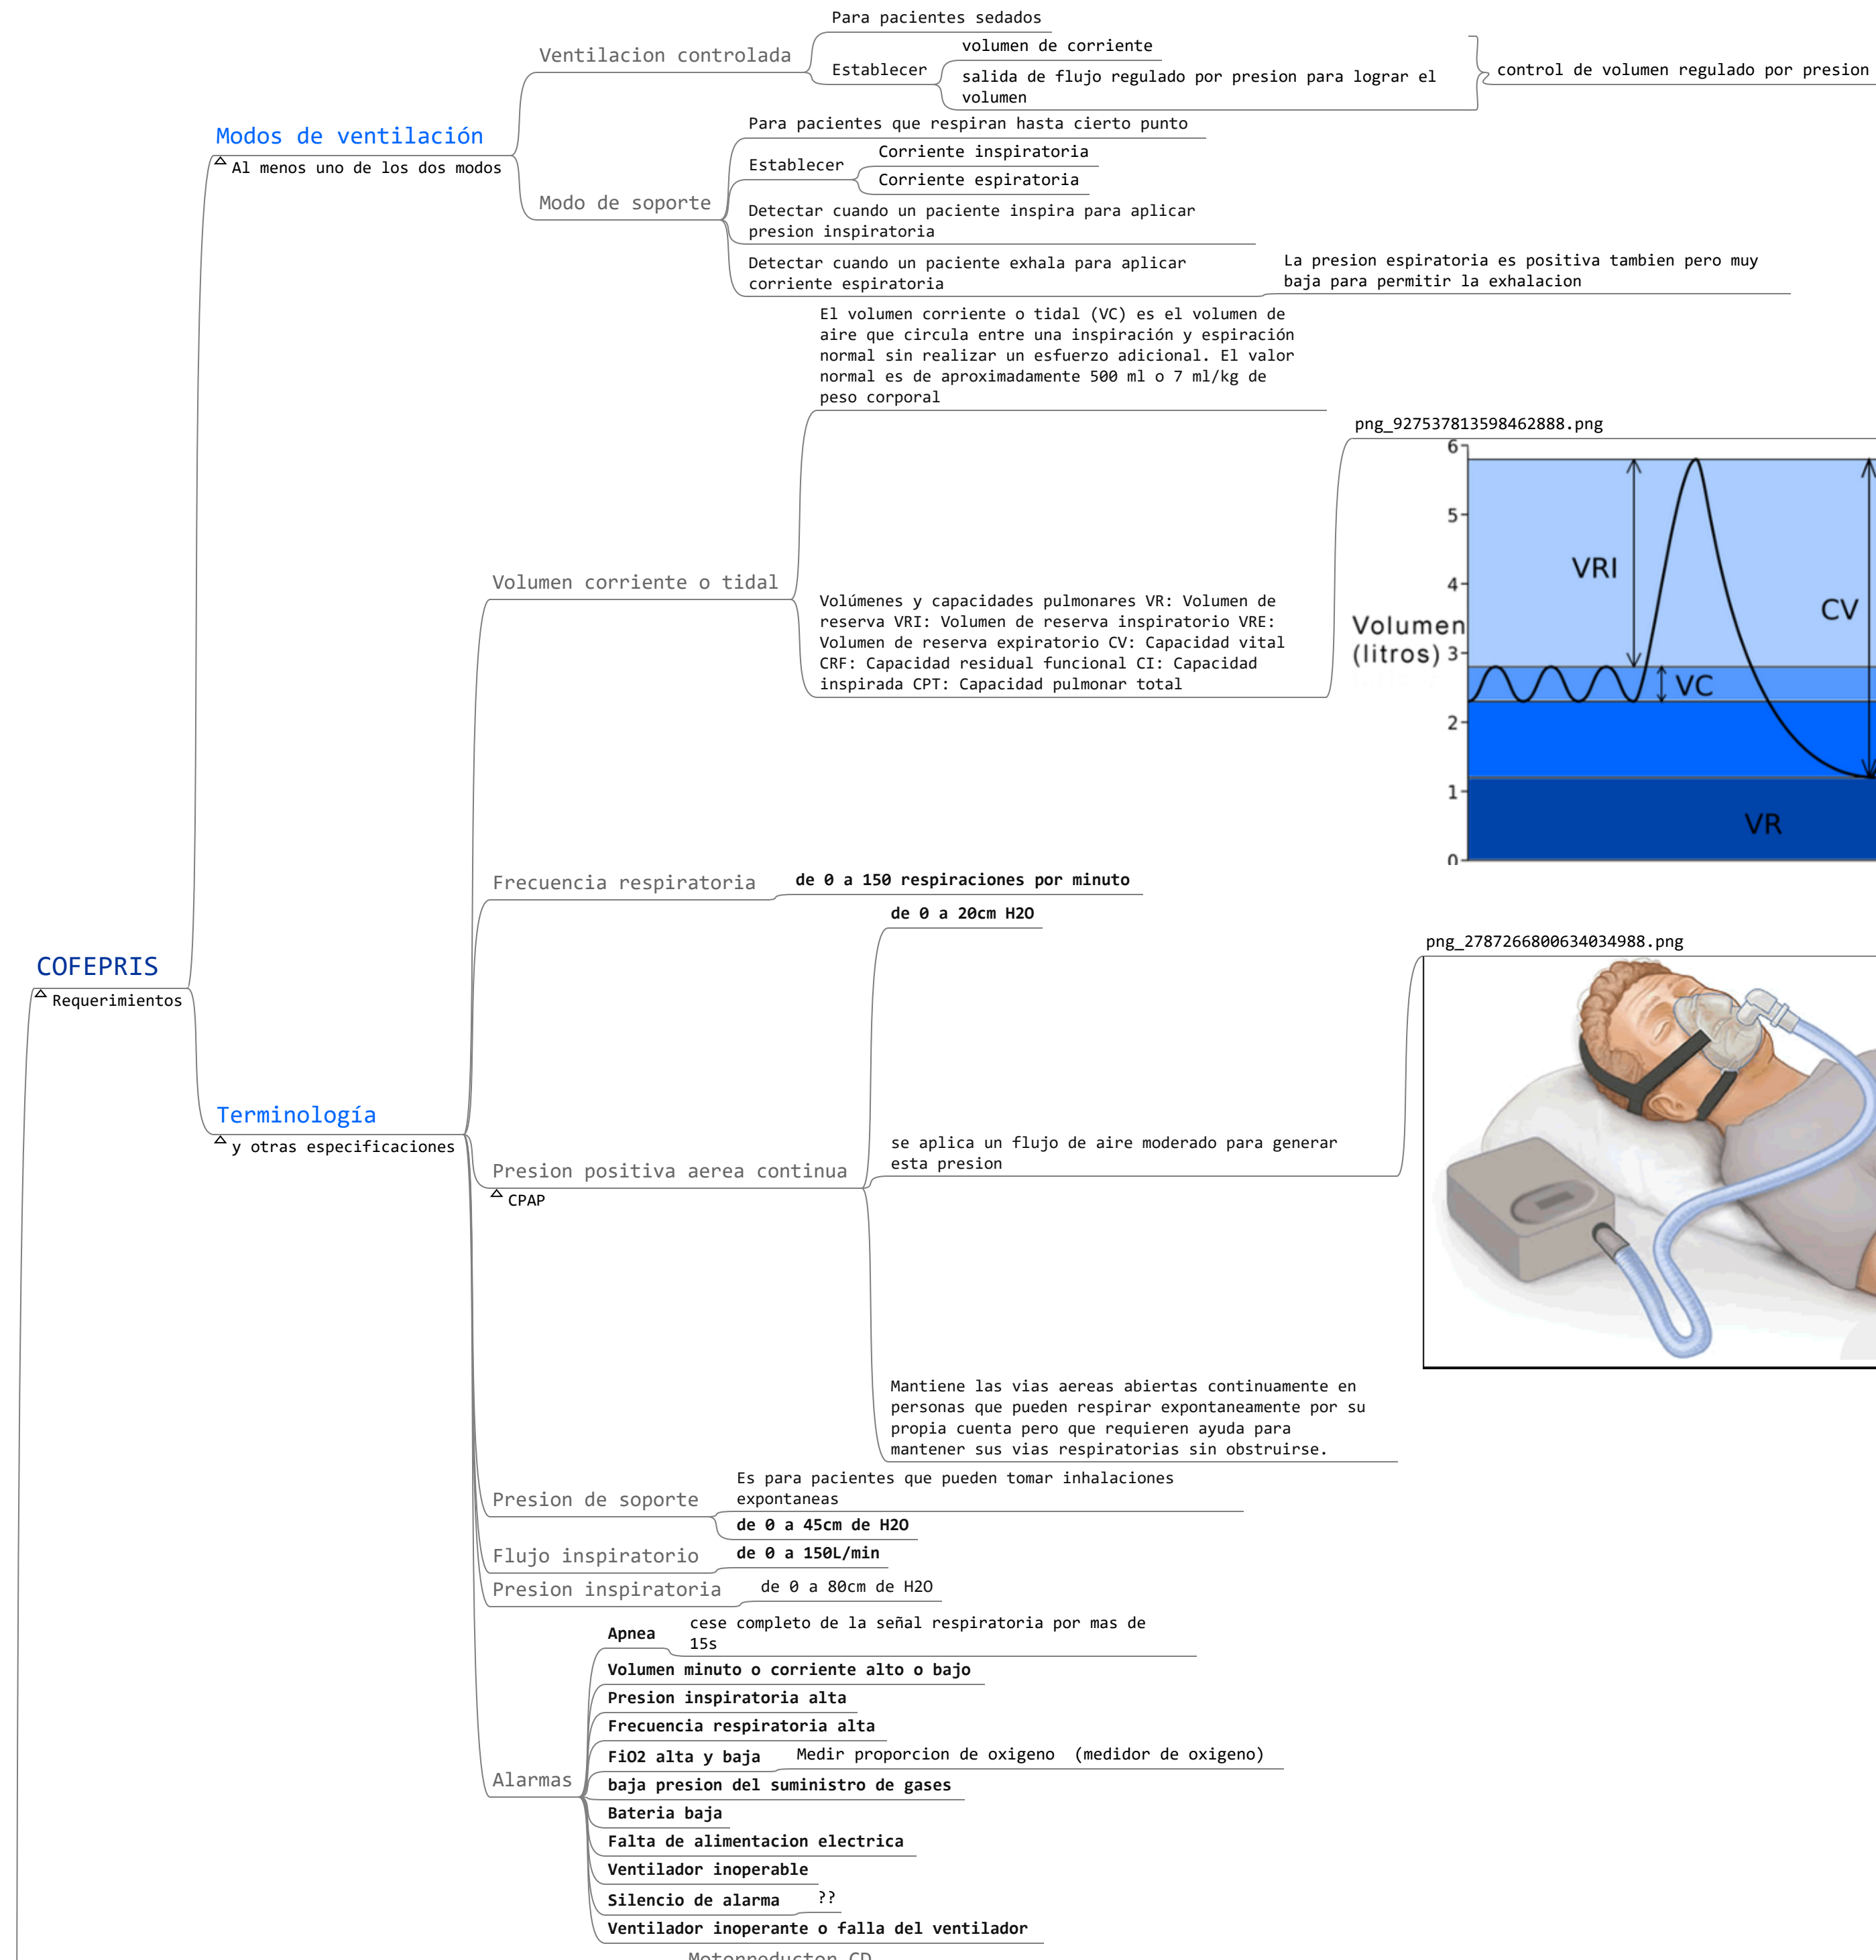 Para pacientes sedados
Ventilacion controlada
volumen de corriente
Establecer
salida de flujo regulado por presion para lograr el
volumen
control de volumen regulado por presion
Modos de ventilación
Al menos uno de los dos modos
Para pacientes que respiran hasta cierto punto
Corriente inspiratoria
Establecer
Corriente espiratoria
Modo de soporte
Detectar cuando un paciente inspira para aplicar
presion inspiratoria
Detectar cuando un paciente exhala para aplicar
corriente espiratoria
La presion espiratoria es positiva tambien pero muy
baja para permitir la exhalacion
El volumen corriente o tidal (VC) es el volumen de
aire que circula entre una inspiración y espiración
normal sin realizar un esfuerzo adicional. El valor
normal es de aproximadamente 500 ml o 7 ml/kg de
peso corporal
png_927537813598462888.png
6
5
4
3
2
1
0
Volumen
(litros)
VRI
CV
VC
VR
Volumen corriente o tidal
Volúmenes y capacidades pulmonares VR: Volumen de
reserva VRI: Volumen de reserva inspiratorio VRE:
Volumen de reserva expiratorio CV: Capacidad vital
CRF: Capacidad residual funcional CI: Capacidad
inspirada CPT: Capacidad pulmonar total
Frecuencia respiratoria
de 0 a 150 respiraciones por minuto
de 0 a 20cm H2O
png_2787266800634034988.png
COFEPRIS
Requerimientos
Terminología
y otras especificaciones
se aplica un flujo de aire moderado para generar
esta presion
Presion positiva aerea continua
CPAP
Mantiene las vias aereas abiertas continuamente en
personas que pueden respirar expontaneamente por su
propia cuenta pero que requieren ayuda para
mantener sus vias respiratorias sin obstruirse.
Es para pacientes que pueden tomar inhalaciones
expontaneas
Presion de soporte
de 0 a 45cm de H2O
Flujo inspiratorio
de 0 a 150L/min
Presion inspiratoria
de 0 a 80cm de H2O
Apnea
cese completo de la señal respiratoria por mas de
15s
Volumen minuto o corriente alto o bajo
Presion inspiratoria alta
Frecuencia respiratoria alta
FiO2 alta y baja
Medir proporcion de oxigeno  (medidor de oxigeno)
Alarmas
baja presion del suministro de gases
Bateria baja
Falta de alimentacion electrica
Ventilador inoperable
Silencio de alarma
??
Ventilador inoperante o falla del ventilador